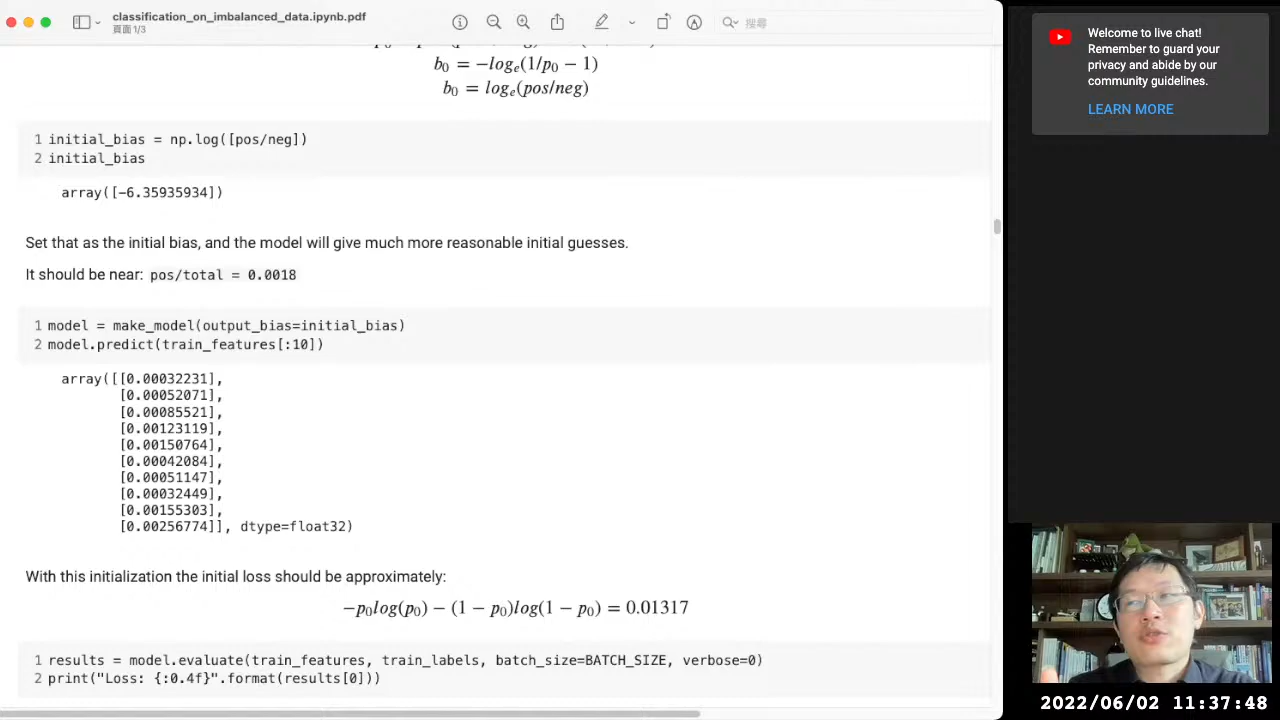 classification_on_imbalanced_data.ipynb.pdf
頁面 1/3
搜尋
b₀ = −logₑ(1/p₀ − 1)
b₀ = logₑ(pos/neg)
1 initial_bias = np.log([pos/neg])
2 initial_bias
array([-6.35935934])
Set that as the initial bias, and the model will give much more reasonable initial guesses.
It should be near: pos/total = 0.0018
1 model = make_model(output_bias=initial_bias)
2 model.predict(train_features[:10])
array([[0.00032231],
[0.00052071],
[0.00085521],
[0.00123119],
[0.00150764],
[0.00042084],
[0.00051147],
[0.00032449],
[0.00155303],
[0.00256774]], dtype=float32)
With this initialization the initial loss should be approximately:
−p₀log(p₀) − (1 − p₀)log(1 − p₀) = 0.01317
1 results = model.evaluate(train_features, train_labels, batch_size=BATCH_SIZE, verbose=0)
2 print("Loss: {:0.4f}".format(results[0]))
Welcome to live chat!
Remember to guard your
privacy and abide by our
community guidelines.
LEARN MORE
2022/06/02 11:37:48